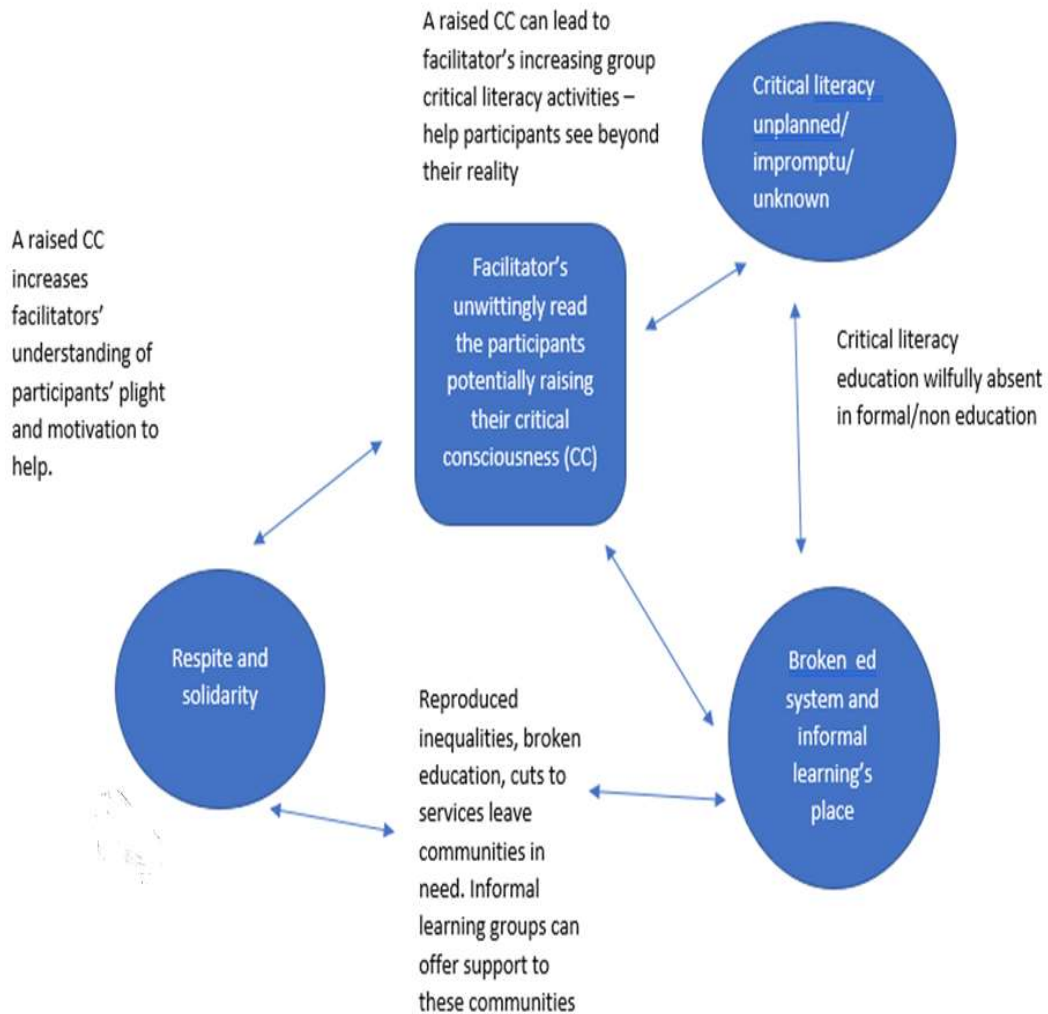 A raised CC can lead to
facilitator’s increasing group
critical literacy activities –
help participants see beyond
their reality
Critical literacy
unplanned/
impromptu/
unknown
A raised CC
increases
facilitators’
understanding of
participants’ plight
and motivation to
help.
Facilitator’s
unwittingly read
the participants
potentially raising
their critical
consciousness (CC)
Critical literacy
education wilfully absent
in formal/non education
Respite and
solidarity
Reproduced
inequalities, broken
education, cuts to
services leave
communities in
need. Informal
learning groups can
offer support to
these communities
Broken ed
system and
informal
learning’s
place